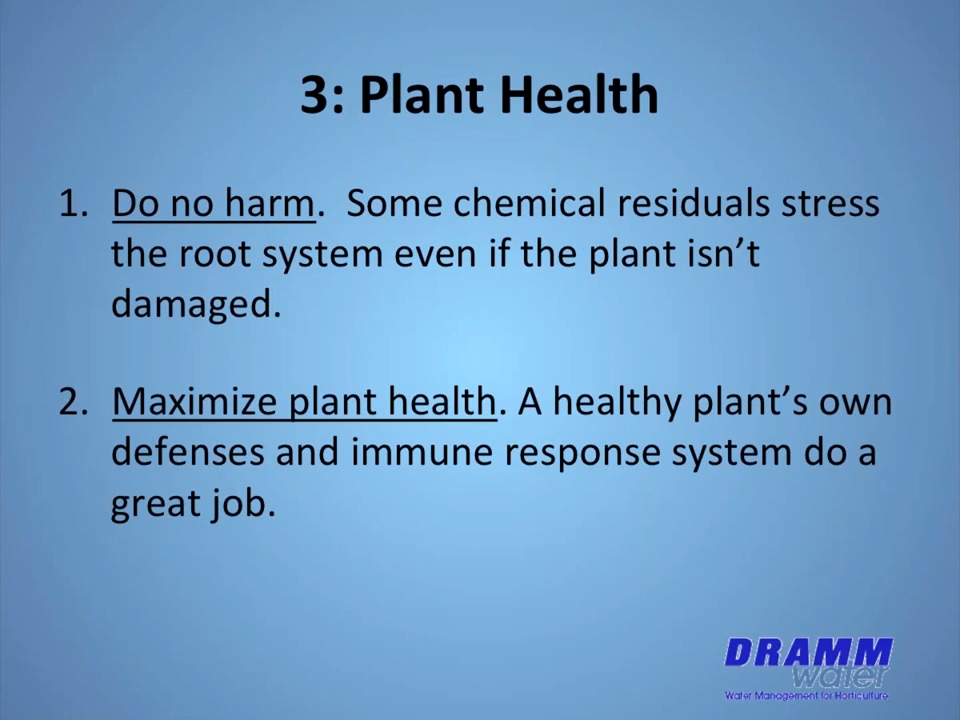 3: Plant Health
1. Do no harm.  Some chemical residuals stress
the root system even if the plant isn’t
damaged.
2. Maximize plant health. A healthy plant’s own
defenses and immune response system do a
great job.
DRAMM
water
Water Management for Horticulture